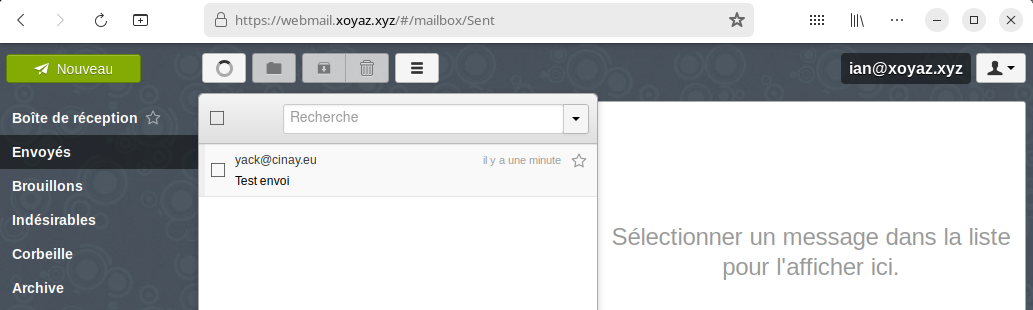 https://webmail.xoyaz.xyz/#/mailbox/Sent
Nouveau
ian@xoyaz.xyz
Boîte de réception
Envoyés
Brouillons
Indésirables
Corbeille
Archive
Recherche
yack@cinay.eu
il y a une minute
Test envoi
Sélectionner un message dans la liste
pour l'afficher ici.